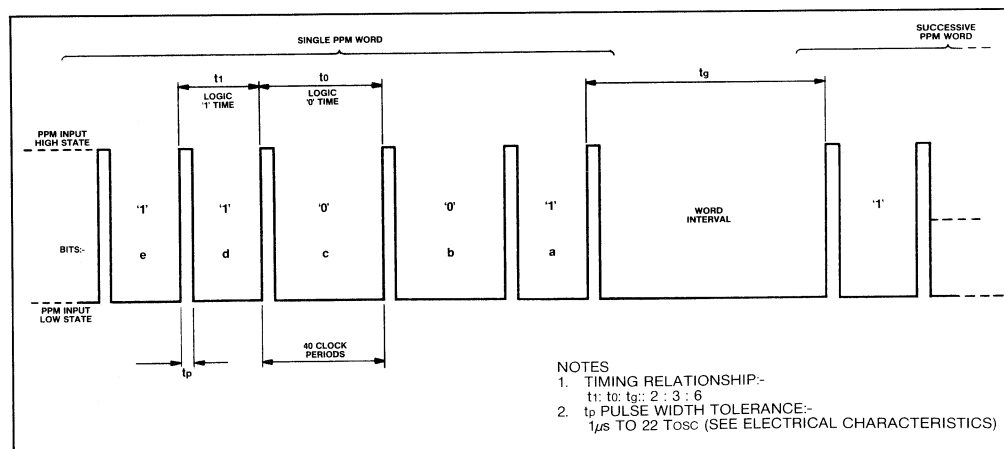 SINGLE PPM WORD
SUCCESSIVE
PPM WORD
t1
LOGIC
'1' TIME
t0
LOGIC
'0' TIME
tg
PPM INPUT
HIGH STATE
'1'
'1'
'0'
'0'
'1'
WORD
INTERVAL
'1'
BITS:-
e
d
c
b
a
PPM INPUT
LOW STATE
tp
40 CLOCK
PERIODS
NOTES
1. TIMING RELATIONSHIP:-
t1: t0: tg:: 2 : 3 : 6
2. tp PULSE WIDTH TOLERANCE:-
1μs TO 22 TOSC (SEE ELECTRICAL CHARACTERISTICS)